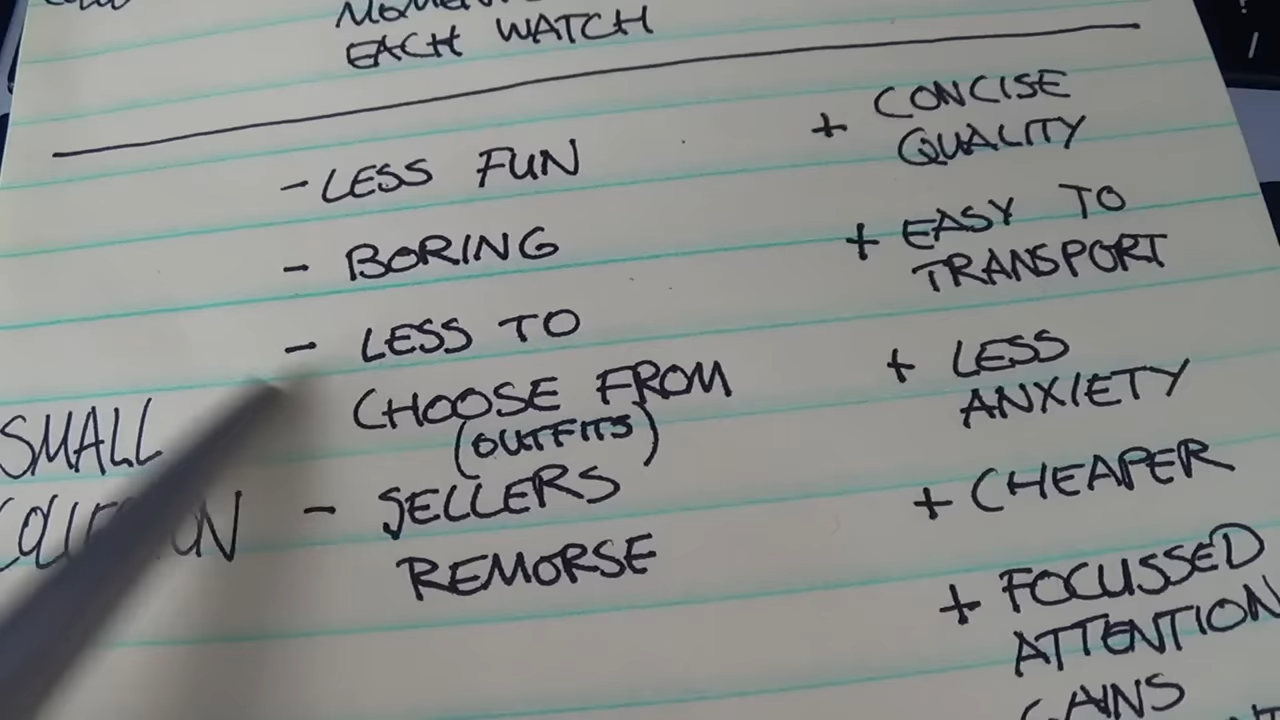 EACH WATCH
- LESS FUN
- BORING
- LESS TO
CHOOSE FROM
(OUTFITS)
- SELLERS
REMORSE
SMALL
+ CONCISE
QUALITY
+ EASY TO
TRANSPORT
+ LESS
ANXIETY
+ CHEAPER
+ FOCUSSED
ATTENTION
GAINS